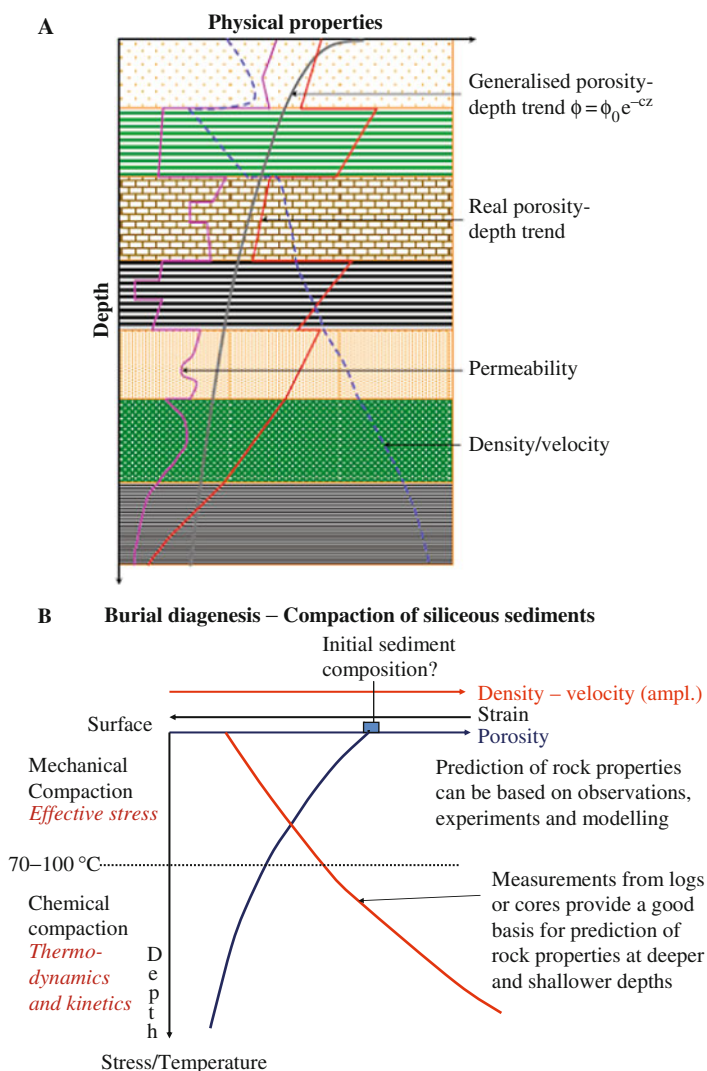 A
Physical properties
Generalised porosity-
depth trend ϕ = ϕ₀e⁻ᶜᶻ
Real porosity-
depth trend
Depth
Permeability
Density/velocity
B Burial diagenesis – Compaction of siliceous sediments
Initial sediment
composition?
Density – velocity (ampl.)
Strain
Surface
Porosity
Mechanical
Compaction
Effective stress
Prediction of rock properties
can be based on observations,
experiments and modelling
70–100 °C
Chemical
compaction
Thermo-
dynamics
and kinetics
Depth
Measurements from logs
or cores provide a good
basis for prediction of
rock properties at deeper
and shallower depths
Stress/Temperature